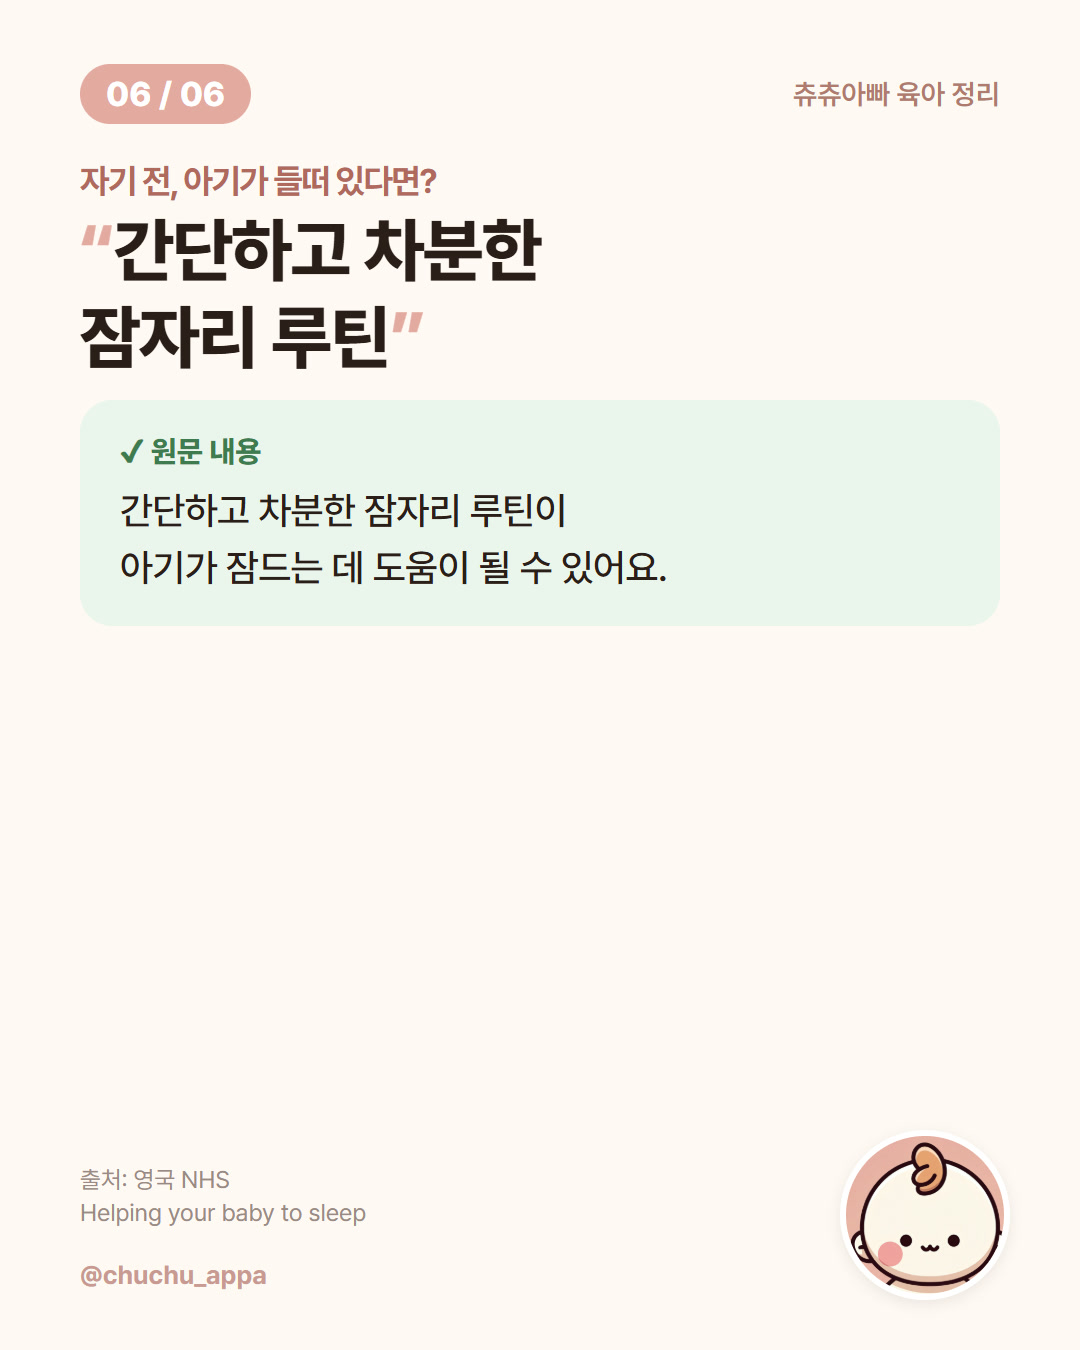 06 / 06
츄츄아빠 육아 정리
자기 전, 아기가 들떠 있다면?
“간단하고 차분한
잠자리 루틴”
✓ 원문 내용
간단하고 차분한 잠자리 루틴이
아기가 잠드는 데 도움이 될 수 있어요.
출처: 영국 NHS
Helping your baby to sleep
@chuchu_appa